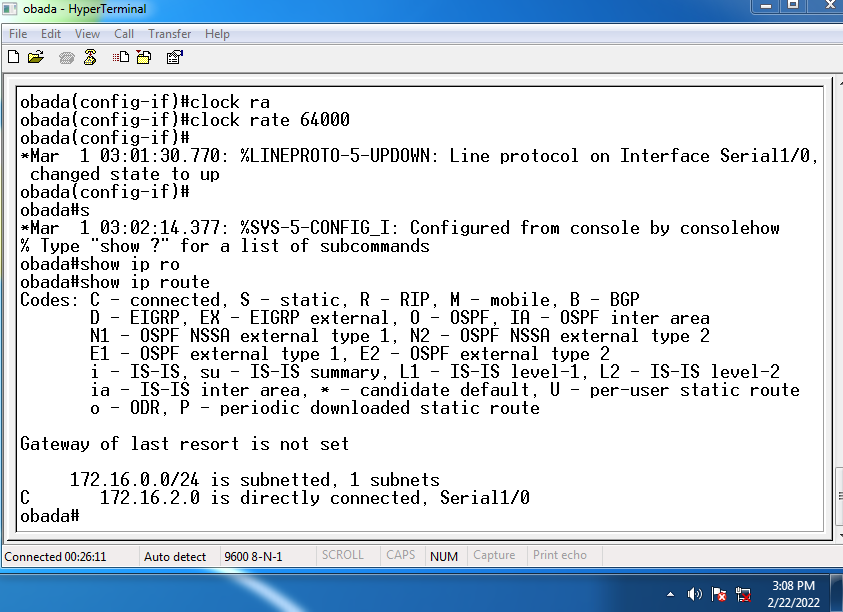 obada - HyperTerminal
File Edit View Call Transfer Help
obada(config-if)#clock ra
obada(config-if)#clock rate 64000
obada(config-if)#
*Mar  1 03:01:30.770: %LINEPROTO-5-UPDOWN: Line protocol on Interface Serial1/0,
 changed state to up
obada(config-if)#
obada#s
*Mar  1 03:02:14.377: %SYS-5-CONFIG_I: Configured from console by consolehow
% Type "show ?" for a list of subcommands
obada#show ip ro
obada#show ip route
Codes: C - connected, S - static, R - RIP, M - mobile, B - BGP
       D - EIGRP, EX - EIGRP external, O - OSPF, IA - OSPF inter area
       N1 - OSPF NSSA external type 1, N2 - OSPF NSSA external type 2
       E1 - OSPF external type 1, E2 - OSPF external type 2
       i - IS-IS, su - IS-IS summary, L1 - IS-IS level-1, L2 - IS-IS level-2
       ia - IS-IS inter area, * - candidate default, U - per-user static route
       o - ODR, P - periodic downloaded static route
Gateway of last resort is not set
     172.16.0.0/24 is subnetted, 1 subnets
C       172.16.2.0 is directly connected, Serial1/0
obada#
Connected 00:26:11 Auto detect 9600 8-N-1 SCROLL CAPS NUM Capture Print echo
3:08 PM
2/22/2022